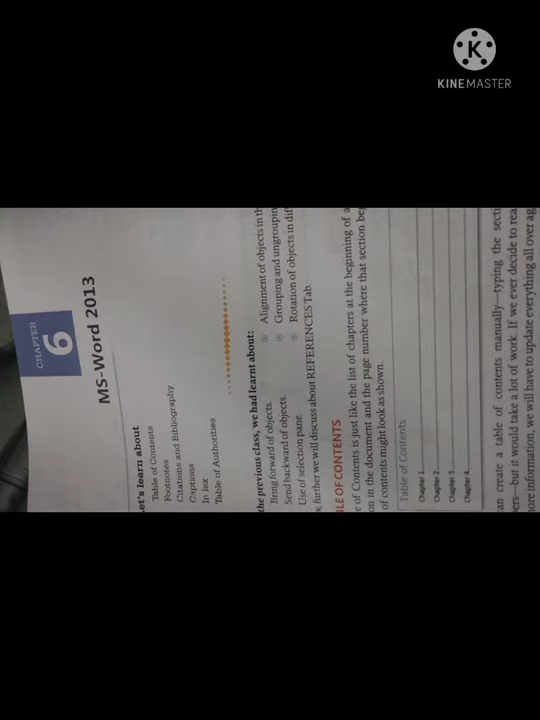 KINEMASTER
CHAPTER
6
MS-Word 2013
et's learn about
Table of Contents
Footnotes
Citations and Bibliography
Captions
In lex
Table of Authorities
the previous class, we had learnt about:
Bring forward of objects.
Send backward of objects.
Use of selection pane.
Alignment of objects in th
Grouping and ungroupin
Rotation of objects in dif
w, further we will discuss about REFERENCES Tab.
BLE OF CONTENTS
e of Contents is just like the list of chapters at the beginning of a
on in the document and the page number where that section be
of contents might look as shown.
Table of Contents
Chapter 1
Chapter 2
Chapter 3
Chapter 4
an create a table of contents manually—typing the secti
ers—but it would take a lot of work. If we ever decide to rea
ore information, we will have to update everything all over ag